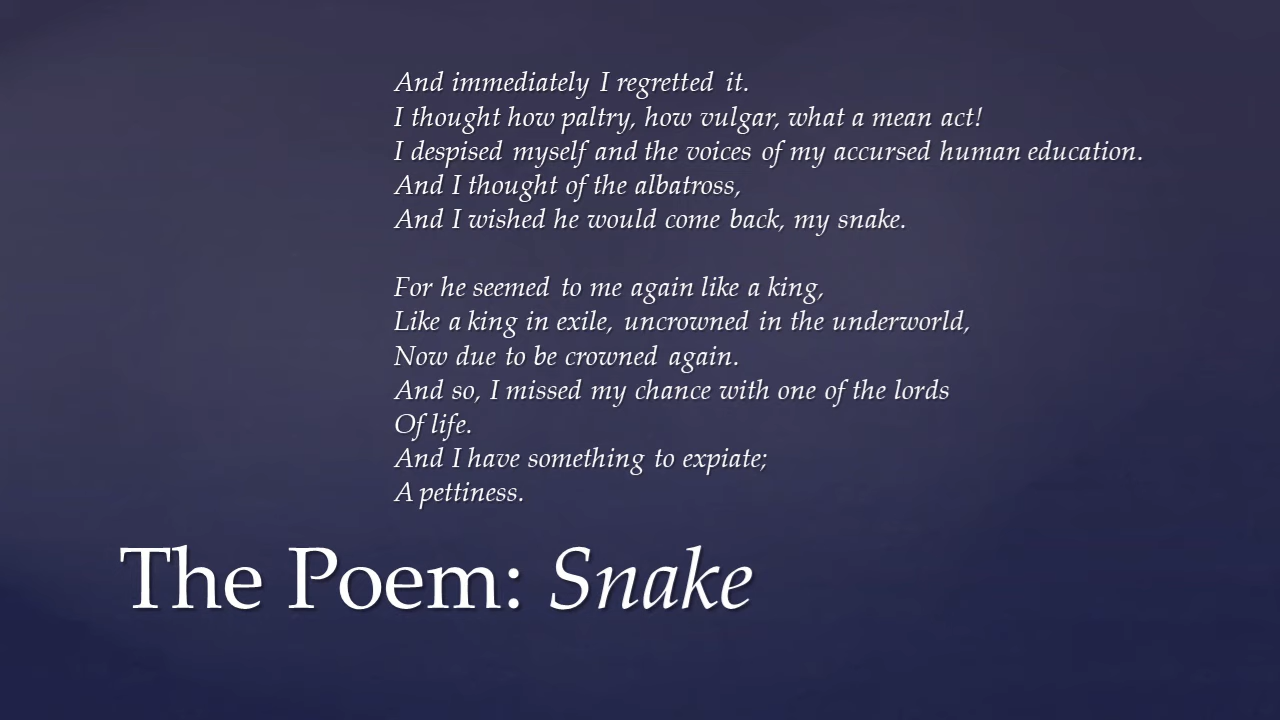 And immediately I regretted it.
I thought how paltry, how vulgar, what a mean act!
I despised myself and the voices of my accursed human education.
And I thought of the albatross,
And I wished he would come back, my snake.
For he seemed to me again like a king,
Like a king in exile, uncrowned in the underworld,
Now due to be crowned again.
And so, I missed my chance with one of the lords
Of life.
And I have something to expiate;
A pettiness.
The Poem: Snake